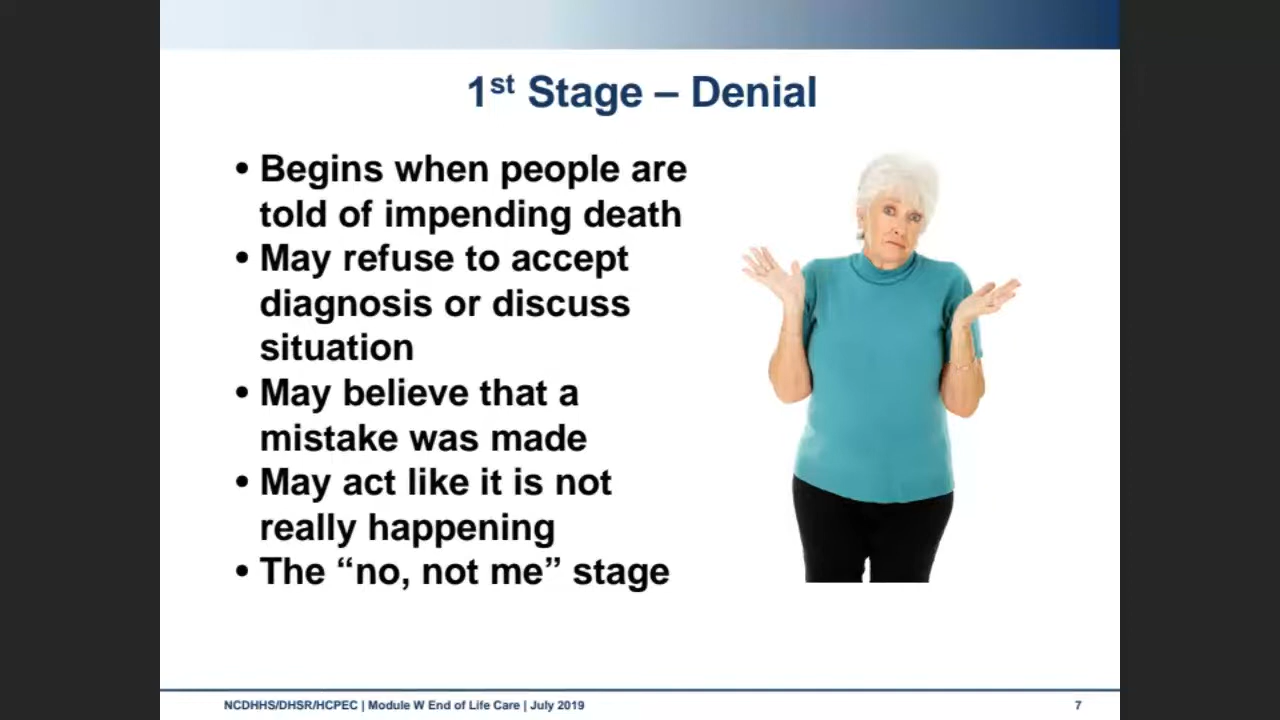 1st Stage – Denial
• Begins when people are
told of impending death
• May refuse to accept
diagnosis or discuss
situation
• May believe that a
mistake was made
• May act like it is not
really happening
• The “no, not me” stage
NCDHHS/DHSR/HCPEC | Module W End of Life Care | July 2019
7